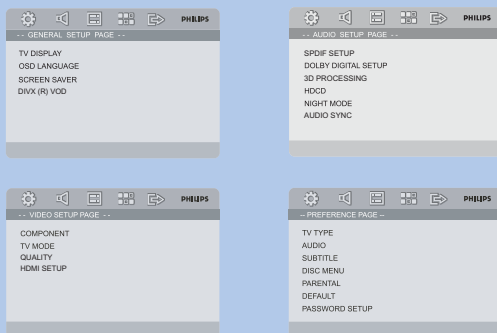 PHILIPS
-- GENERAL SETUP PAGE --
TV DISPLAY
OSD LANGUAGE
SCREEN SAVER
DIVX (R) VOD
PHILIPS
-- AUDIO SETUP PAGE --
SPDIF SETUP
DOLBY DIGITAL SETUP
3D PROCESSING
HDCD
NIGHT MODE
AUDIO SYNC
PHILIPS
-- VIDEO SETUP PAGE --
COMPONENT
TV MODE
QUALITY
HDMI SETUP
PHILIPS
-- PREFERENCE PAGE --
TV TYPE
AUDIO
SUBTITLE
DISC MENU
PARENTAL
DEFAULT
PASSWORD SETUP